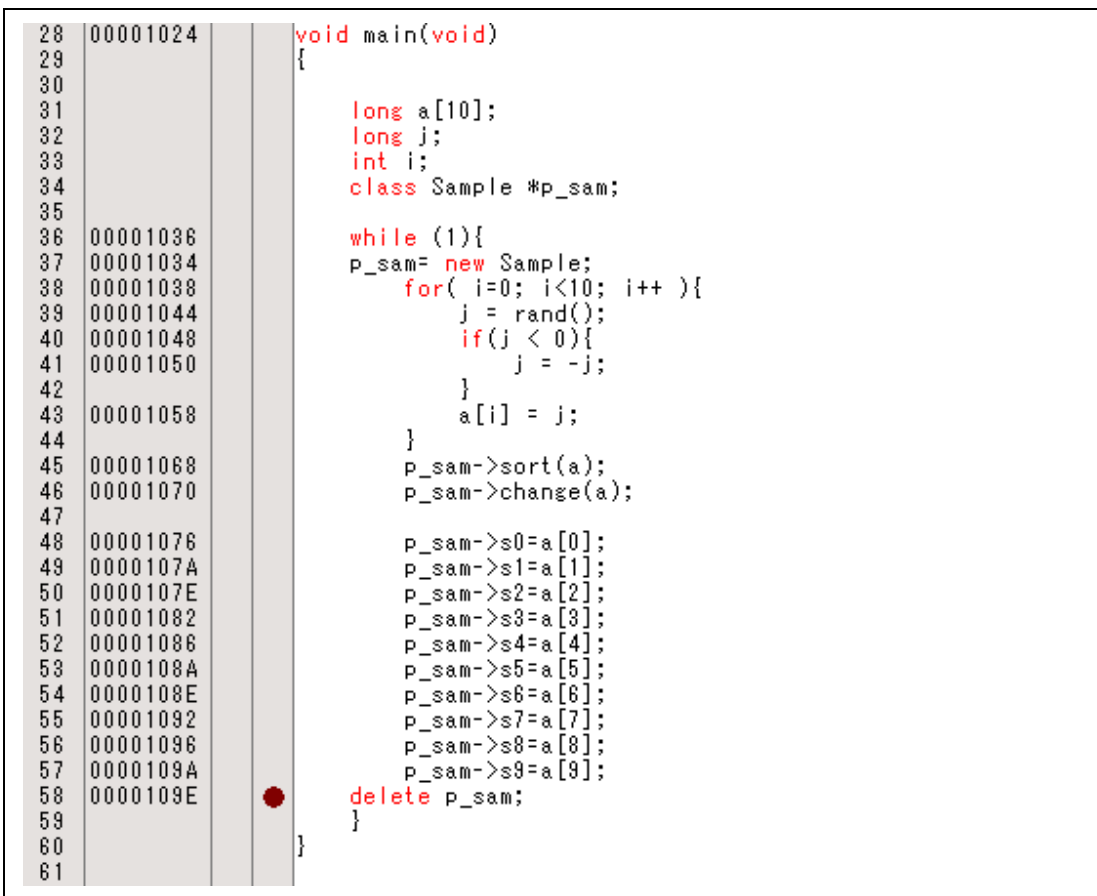 28 00001024 void main(void)
29 {
30
31 long a[10];
32 long j;
33 int i;
34 class Sample *p_sam;
35
36 00001036 while (1){
37 00001034 p_sam= new Sample;
38 00001038 for( i=0; i<10; i++ ){
39 00001044 j = rand();
40 00001048 if(j < 0){
41 00001050 j = -j;
42 }
43 00001058 a[i] = j;
44 }
45 00001068 p_sam->sort(a);
46 00001070 p_sam->change(a);
47
48 00001076 p_sam->s0=a[0];
49 0000107A p_sam->s1=a[1];
50 0000107E p_sam->s2=a[2];
51 00001082 p_sam->s3=a[3];
52 00001086 p_sam->s4=a[4];
53 0000108A p_sam->s5=a[5];
54 0000108E p_sam->s6=a[6];
55 00001092 p_sam->s7=a[7];
56 00001096 p_sam->s8=a[8];
57 0000109A p_sam->s9=a[9];
58 0000109E delete p_sam;
59 }
60 }
61